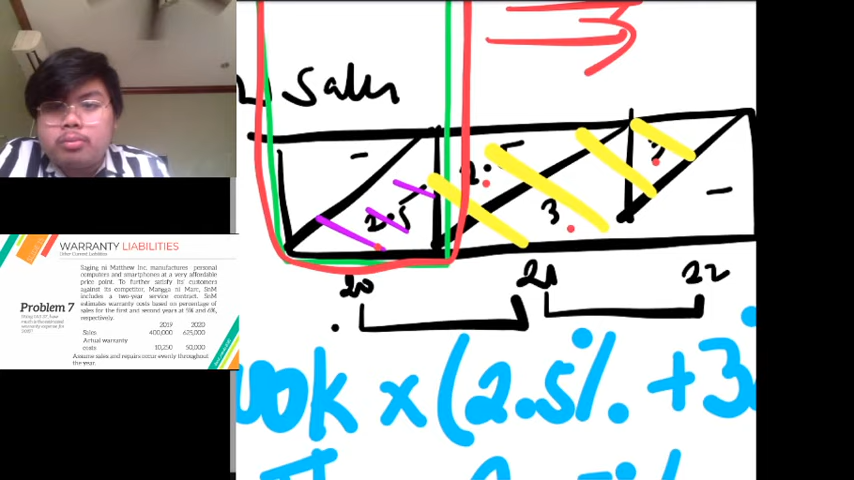 Sales
-
2.5
3
2.5
3
-
20
21
22
00k x (2.5% + 3
WARRANTY LIABILITIES
Other Current Liabilities
Problem 7
Saging ni Matthew Inc. manufactures personal
computers and smartphones at a very affordable
price point. To further satisfy its customers
against its competitor, Mangga ni Marc, SnM
includes a two-year service contract. SnM
estimates warranty costs based on percentage of
sales for the first and second years at 5% and 6%,
respectively.
2019 2020
Sales 400,000 625,000
Actual warranty
costs 10,250 50,000
Assume sales and repairs occur evenly throughout
the year.